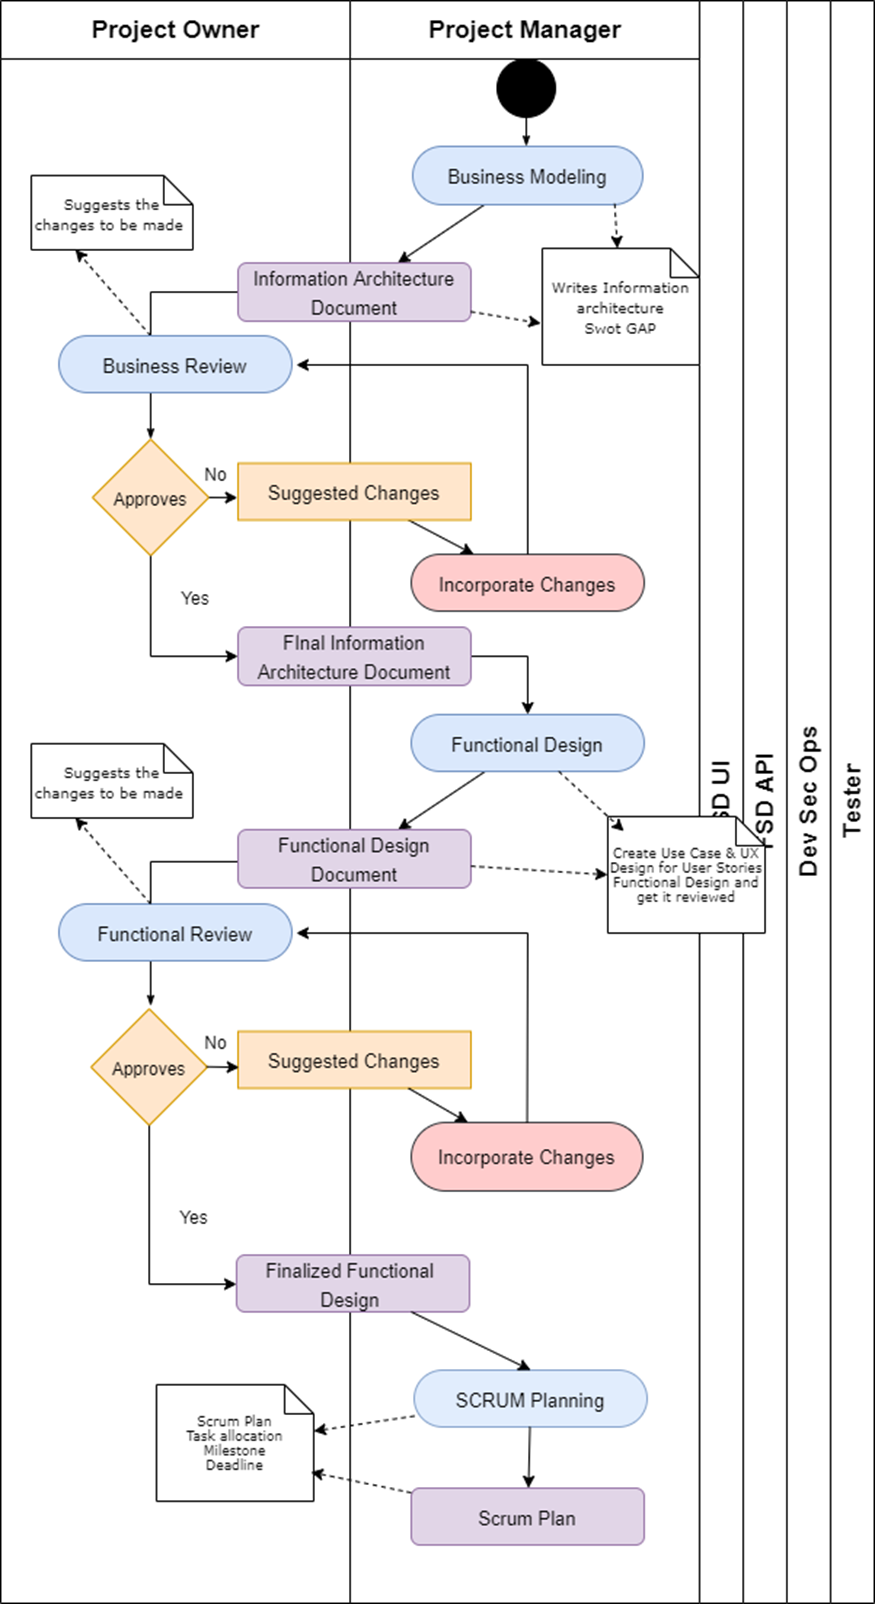 Project Owner
Project Manager
Business Modeling
Suggests the
changes to be made
Information Architecture
Document
Writes Information
architecture
Swot GAP
Business Review
No
Approves
Suggested Changes
Incorporate Changes
Yes
FInal Information
Architecture Document
Functional Design
Suggests the
changes to be made
SD UI
SD API
Dev Sec Ops
Tester
Functional Design
Document
Create Use Case & UX
Design for User Stories
Functional Design and
get it reviewed
Functional Review
No
Approves
Suggested Changes
Incorporate Changes
Yes
Finalized Functional
Design
SCRUM Planning
Scrum Plan
Task allocation
Milestone
Deadline
Scrum Plan